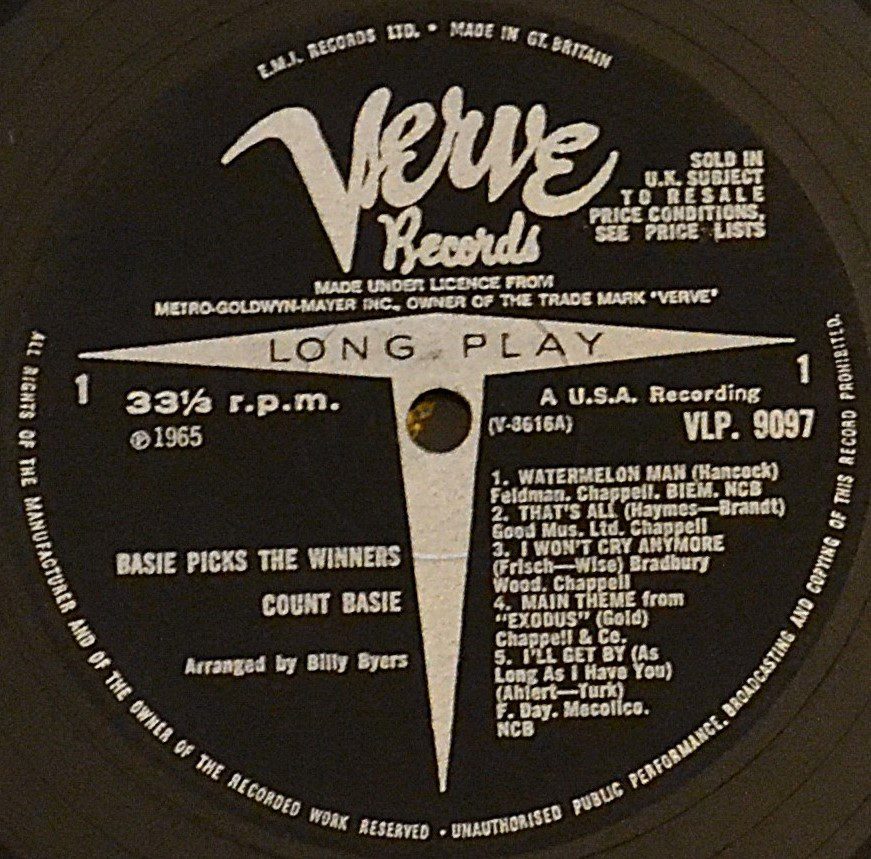 E.M.I. RECORDS LTD. • MADE IN GT. BRITAIN
Verve
Records
SOLD IN
U.K. SUBJECT
TO RESALE
PRICE CONDITIONS,
SEE PRICE LISTS
MADE UNDER LICENCE FROM
METRO-GOLDWYN-MAYER INC., OWNER OF THE TRADE MARK "VERVE"
LONG PLAY
1
1
33⅓ r.p.m.
℗1965
A U.S.A. Recording
(V-8616A)
VLP. 9097
BASIE PICKS THE WINNERS
COUNT BASIE
Arranged by Billy Byers
1. WATERMELON MAN (Hancock)
Feldman. Chappell. BIEM. NCB
2. THAT'S ALL (Haymes—Brandt)
Good Mus. Ltd. Chappell
3. I WON'T CRY ANYMORE
(Frisch—Wise) Bradbury
Wood. Chappell
4. MAIN THEME from
"EXODUS" (Gold)
Chappell & Co.
5. I'LL GET BY (As
Long As I Have You)
(Ahlert—Turk)
F. Day. Mecolico.
NCB
ALL RIGHTS OF THE MANUFACTURER AND OF THE OWNER OF THE RECORDED WORK RESERVED • UNAUTHORISED PUBLIC PERFORMANCE, BROADCASTING AND COPYING OF THIS RECORD PROHIBITED.